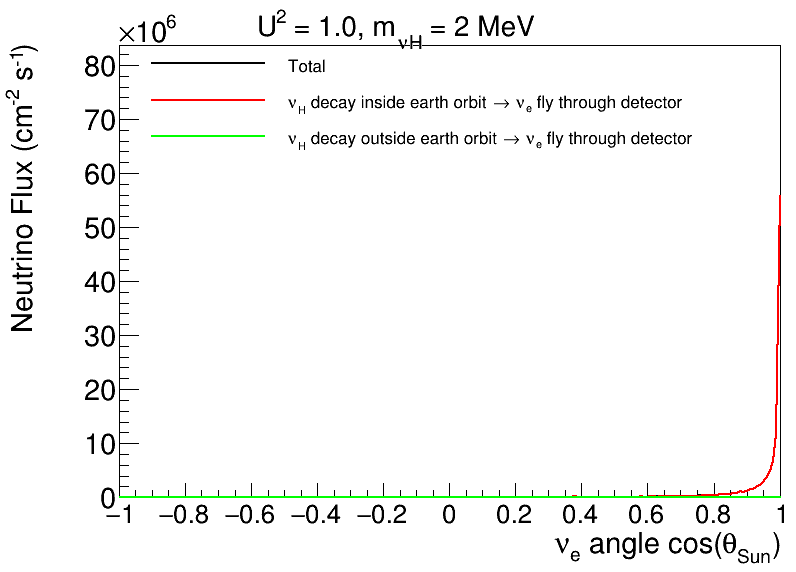 ×10⁶ U² = 1.0, m_νH = 2 MeV
Neutrino Flux (cm⁻² s⁻¹)
Total
ν_H decay inside earth orbit → ν_e fly through detector
ν_H decay outside earth orbit → ν_e fly through detector
80
70
60
50
40
30
20
10
0
−1 −0.8 −0.6 −0.4 −0.2 0 0.2 0.4 0.6 0.8 1
ν_e angle cos(θ_Sun)